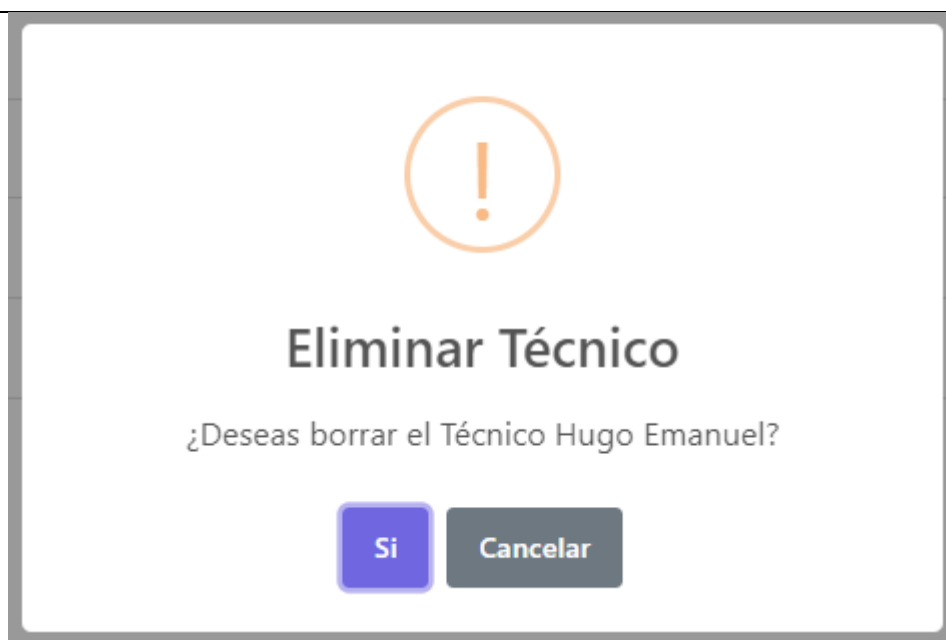 Eliminar Técnico
¿Deseas borrar el Técnico Hugo Emanuel?
Si Cancelar